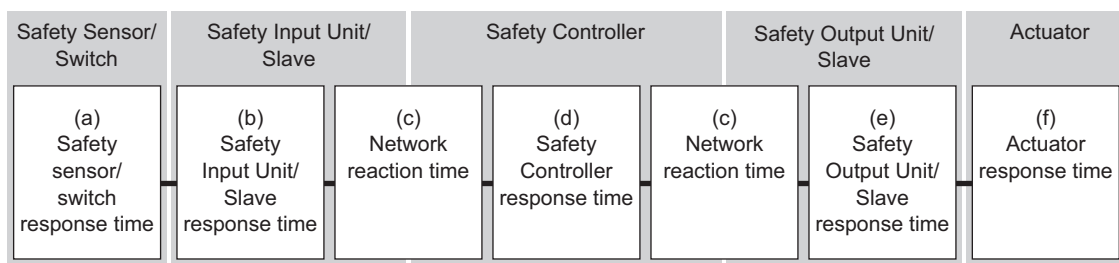 Safety Sensor/
Switch
Safety Input Unit/
Slave
Safety Controller
Safety Output Unit/
Slave
Actuator
(a)
Safety
sensor/
switch
response time
(b)
Safety
Input Unit/
Slave
response time
(c)
Network
reaction time
(d)
Safety
Controller
response time
(c)
Network
reaction time
(e)
Safety
Output Unit/
Slave
response time
(f)
Actuator
response time